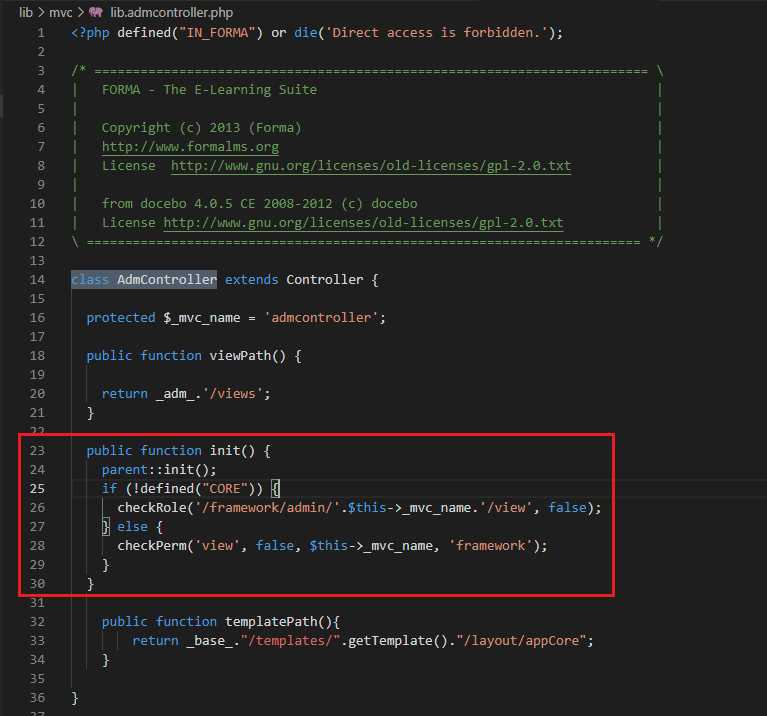 lib > mvc > lib.admcontroller.php
1 <?php defined("IN_FORMA") or die('Direct access is forbidden.');
2
3 /* ======================================================================== \
4 | FORMA - The E-Learning Suite |
5 | |
6 | Copyright (c) 2013 (Forma) |
7 | http://www.formalms.org |
8 | License http://www.gnu.org/licenses/old-licenses/gpl-2.0.txt |
9 | |
10 | from docebo 4.0.5 CE 2008-2012 (c) docebo |
11 | License http://www.gnu.org/licenses/old-licenses/gpl-2.0.txt |
12 \ ======================================================================== */
13
14 class AdmController extends Controller {
15
16 protected $_mvc_name = 'admcontroller';
17
18 public function viewPath() {
19
20 return _adm_.'/views';
21 }
22
23 public function init() {
24 parent::init();
25 if (!defined("CORE")) {
26 checkRole('/framework/admin/'.$this->_mvc_name.'/view', false);
27 } else {
28 checkPerm('view', false, $this->_mvc_name, 'framework');
29 }
30 }
31
32 public function templatePath(){
33 return _base_."/templates/".getTemplate()."/layout/appCore";
34 }
35
36 }
37